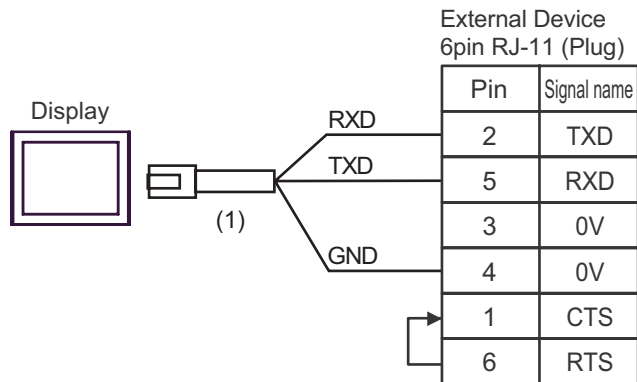 External Device
6pin RJ-11 (Plug)
Display
Pin Signal name
RXD 2 TXD
TXD 5 RXD
(1) 3 0V
GND 4 0V
1 CTS
6 RTS